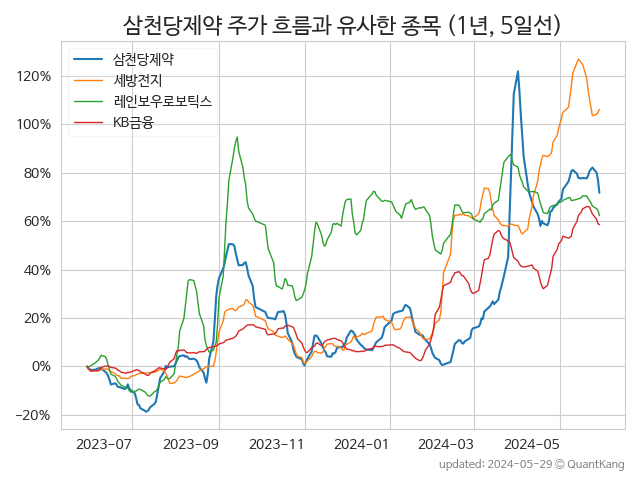 삼천당제약 주가 흐름과 유사한 종목 (1년, 5일선)
삼천당제약
세방전지
레인보우로보틱스
KB금융
120%
100%
80%
60%
40%
20%
0%
−20%
2023-07
2023-09
2023-11
2024-01
2024-03
2024-05
updated: 2024-05-29 © QuantKang